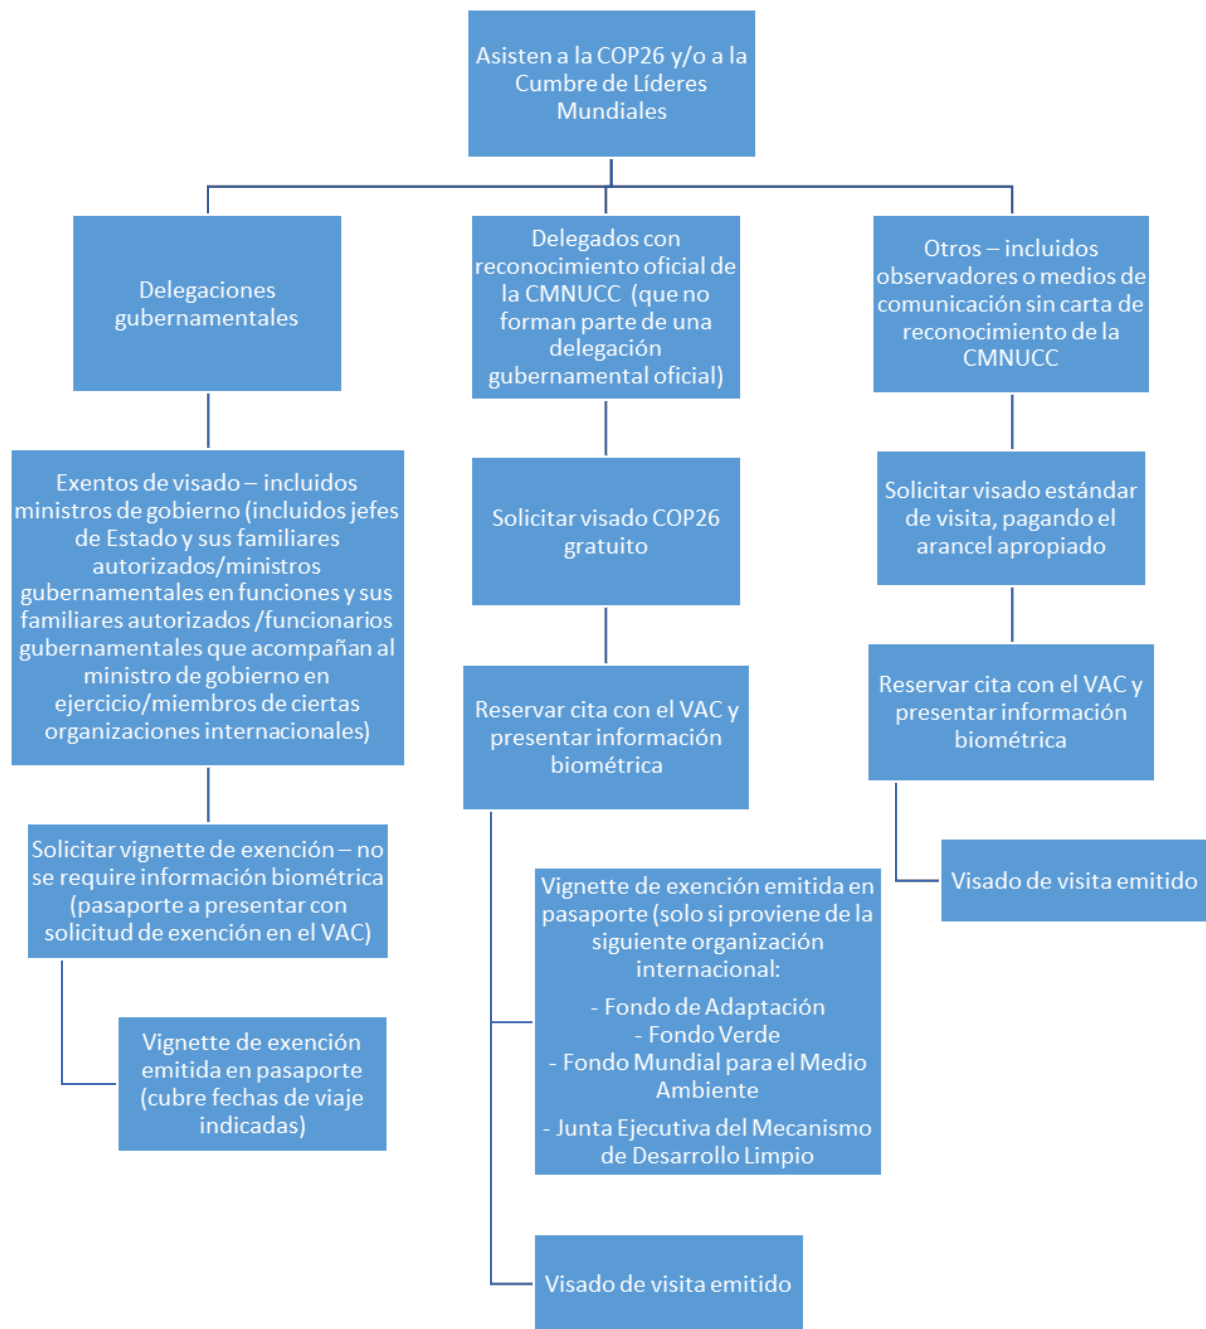 Asisten a la COP26 y/o a la
Cumbre de Líderes
Mundiales
Delegaciones
gubernamentales
Exentos de visado – incluidos
ministros de gobierno (incluidos jefes
de Estado y sus familiares
autorizados/ministros
gubernamentales en funciones y sus
familiares autorizados /funcionarios
gubernamentales que acompañan al
ministro de gobierno en
ejercicio/miembros de ciertas
organizaciones internacionales)
Solicitar vignette de exención – no
se require información biométrica
(pasaporte a presentar con
solicitud de exención en el VAC)
Vignette de exención
emitida en pasaporte
(cubre fechas de viaje
indicadas)
Delegados con
reconocimiento oficial de
la CMNUCC (que no
forman parte de una
delegación
gubernamental oficial)
Solicitar visado COP26
gratuito
Reservar cita con el VAC y
presentar información
biométrica
Vignette de exención emitida en
pasaporte (solo si proviene de la
siguiente organización
internacional:
- Fondo de Adaptación
- Fondo Verde
- Fondo Mundial para el Medio
Ambiente
- Junta Ejecutiva del Mecanismo
de Desarrollo Limpio
Visado de visita emitido
Otros – incluidos
observadores o medios de
comunicación sin carta de
reconocimiento de la
CMNUCC
Solicitar visado estándar
de visita, pagando el
arancel apropiado
Reservar cita con el VAC y
presentar información
biométrica
Visado de visita emitido